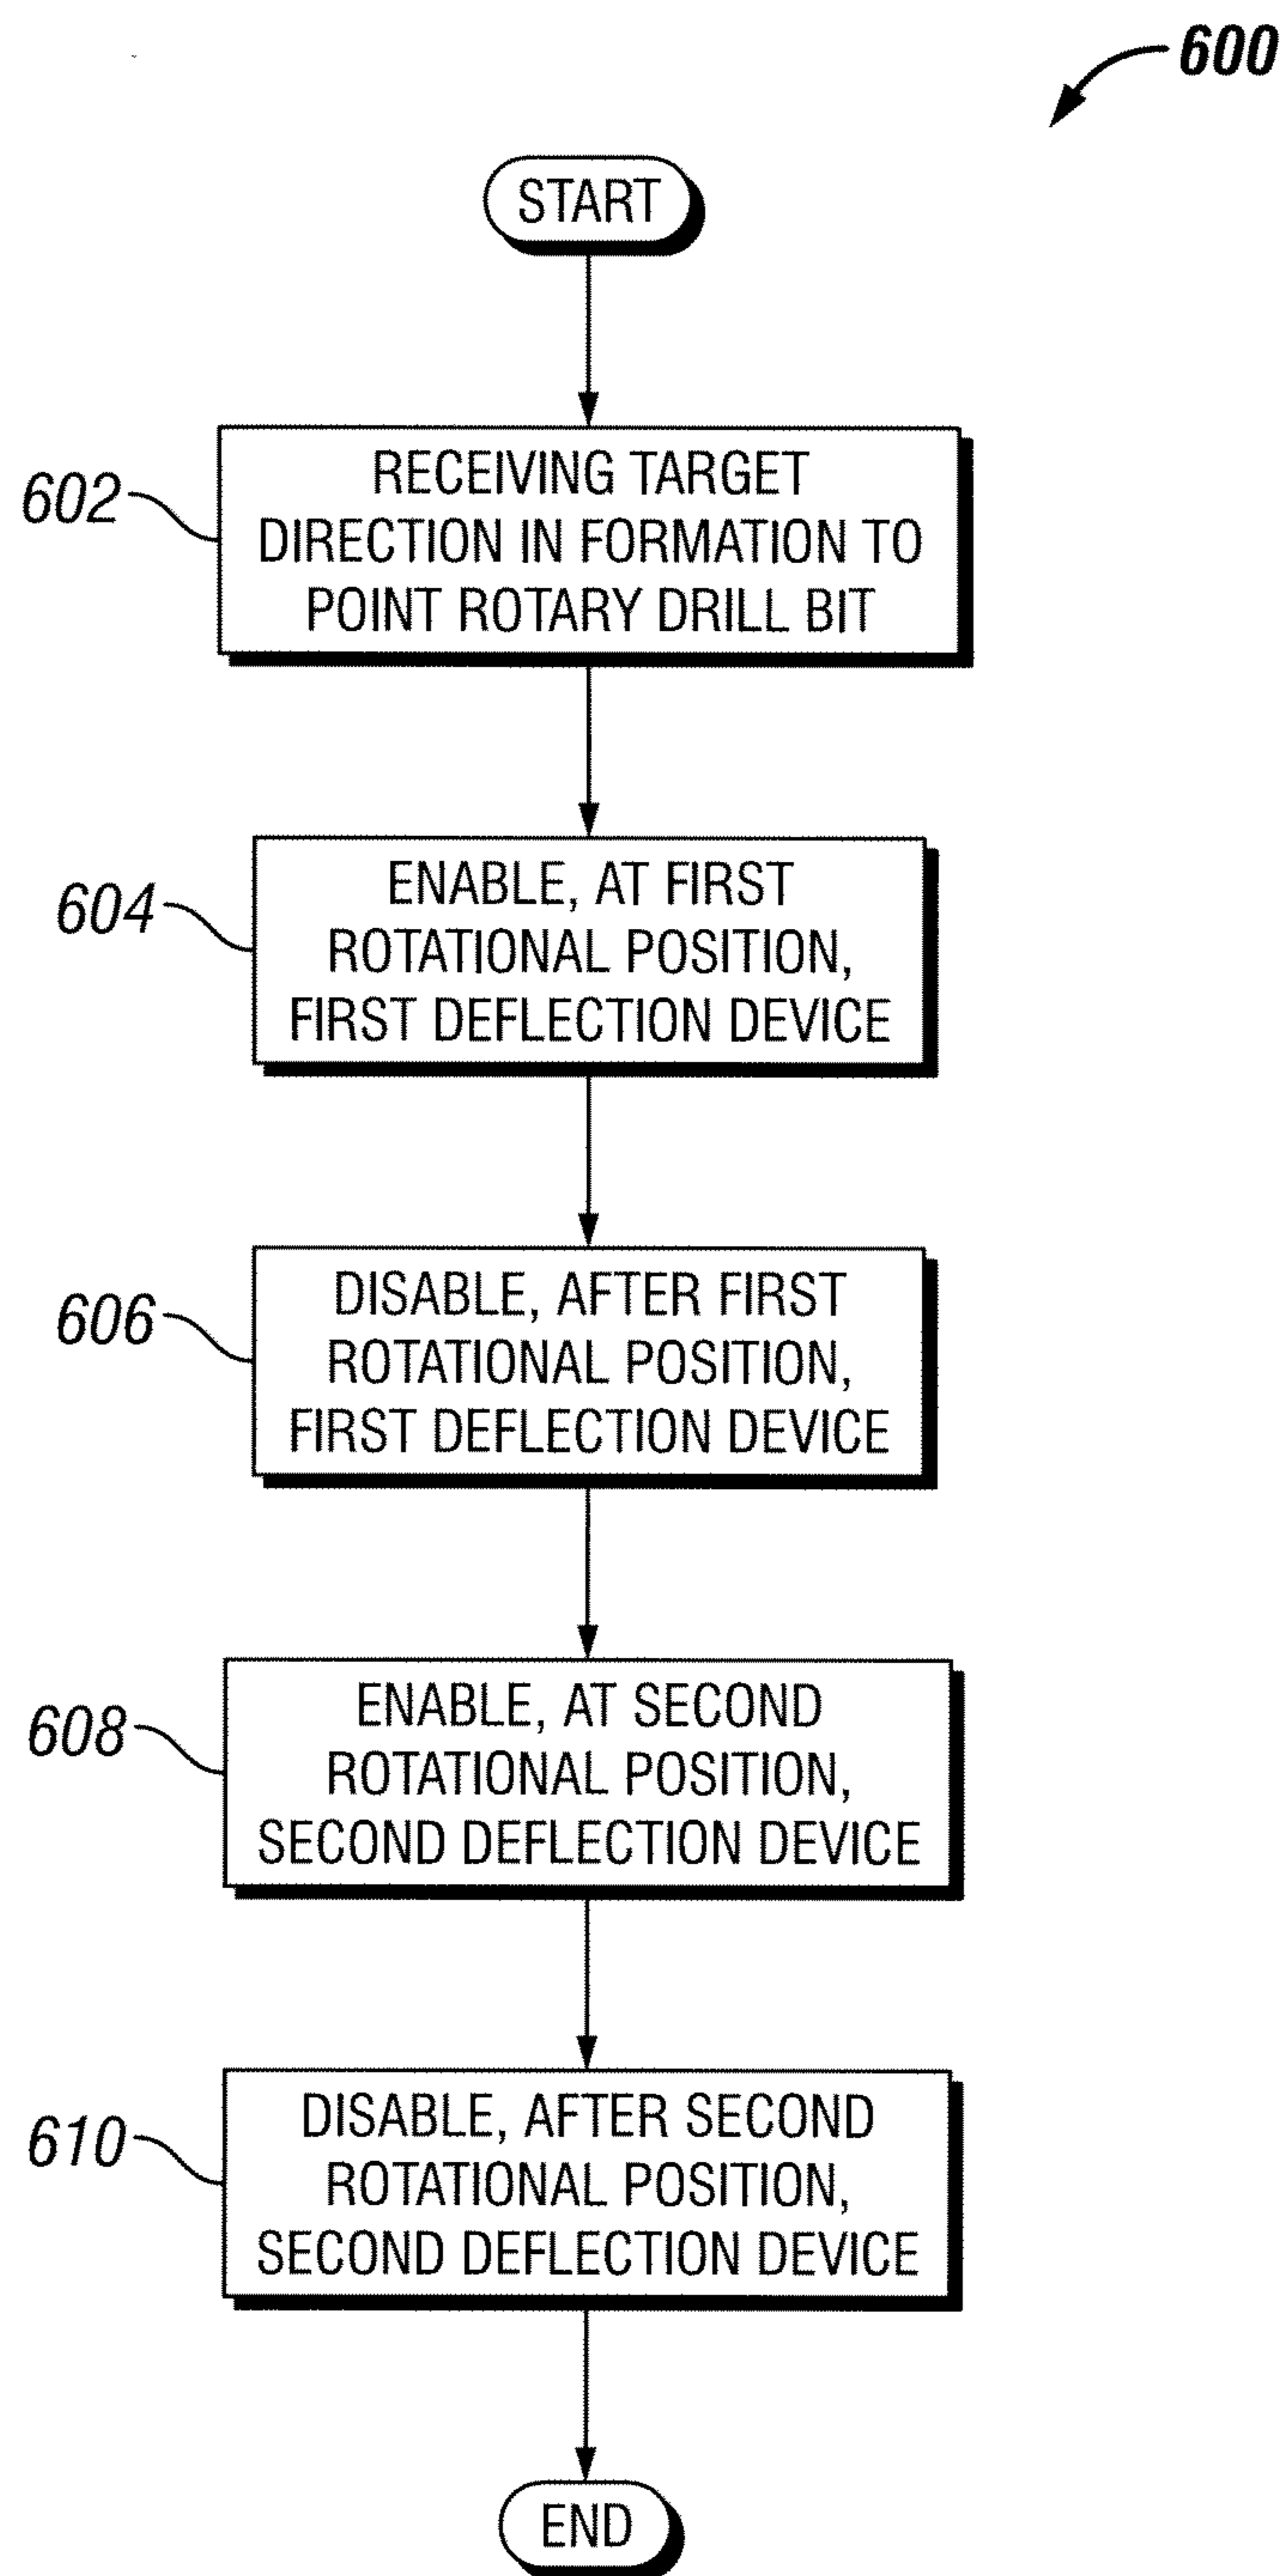 600
START
602
RECEIVING TARGET
DIRECTION IN FORMATION TO
POINT ROTARY DRILL BIT
604
ENABLE, AT FIRST
ROTATIONAL POSITION,
FIRST DEFLECTION DEVICE
606
DISABLE, AFTER FIRST
ROTATIONAL POSITION,
FIRST DEFLECTION DEVICE
608
ENABLE, AT SECOND
ROTATIONAL POSITION,
SECOND DEFLECTION DEVICE
610
DISABLE, AFTER SECOND
ROTATIONAL POSITION,
SECOND DEFLECTION DEVICE
END